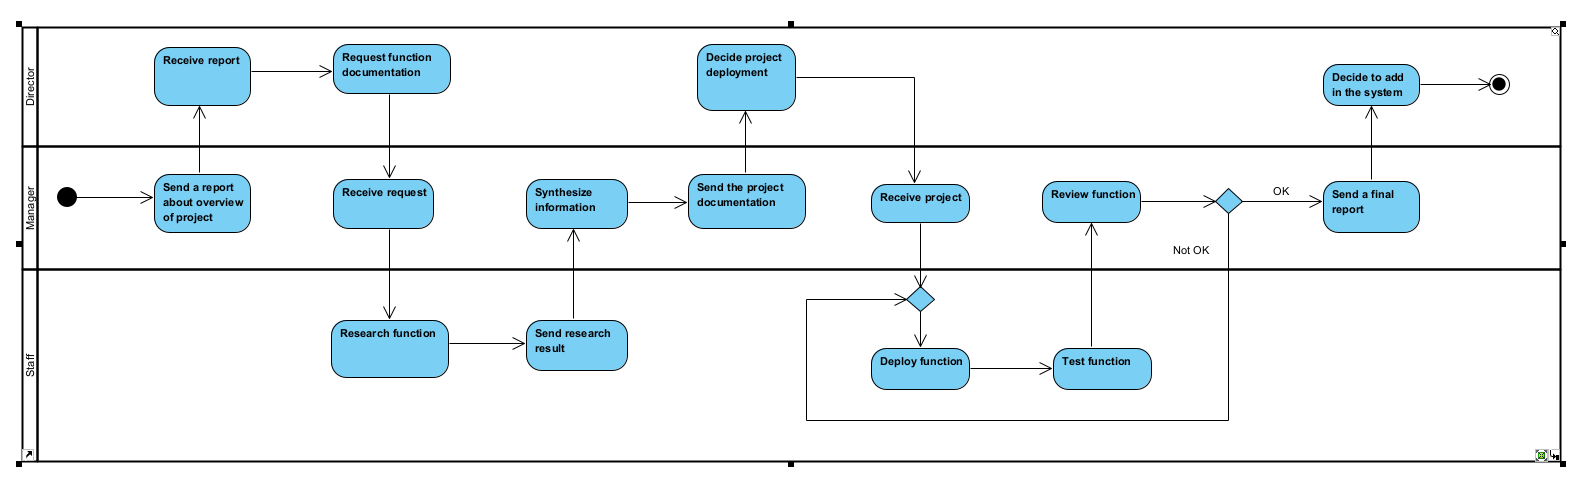 Director
Receive report
Request function
documentation
Decide project
deployment
Decide to add
in the system
Manager
Send a report
about overview
of project
Receive request
Synthesize
information
Send the project
documentation
Receive project
Review function
OK
Send a final
report
Not OK
Staff
Research function
Send research
result
Deploy function
Test function